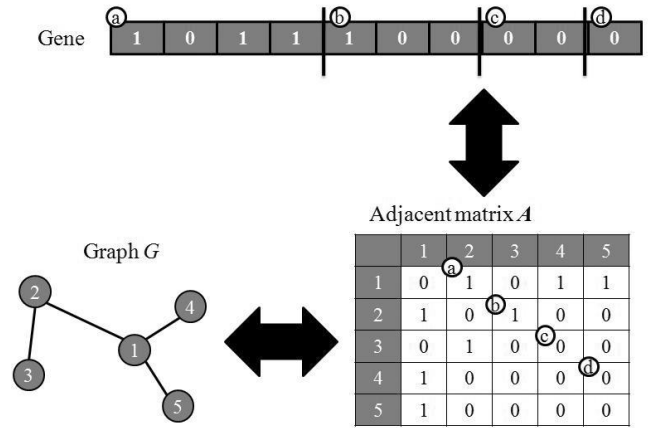 a b c d
Gene 1 0 1 1 1 0 0 0 0 0
Adjacent matrix A
Graph G
1 2 3 4 5
a
1 0 1 0 1 1
b
2 1 0 1 0 0
c
3 0 1 0 0 0
d
4 1 0 0 0 0
5 1 0 0 0 0
2
4
1
3
5